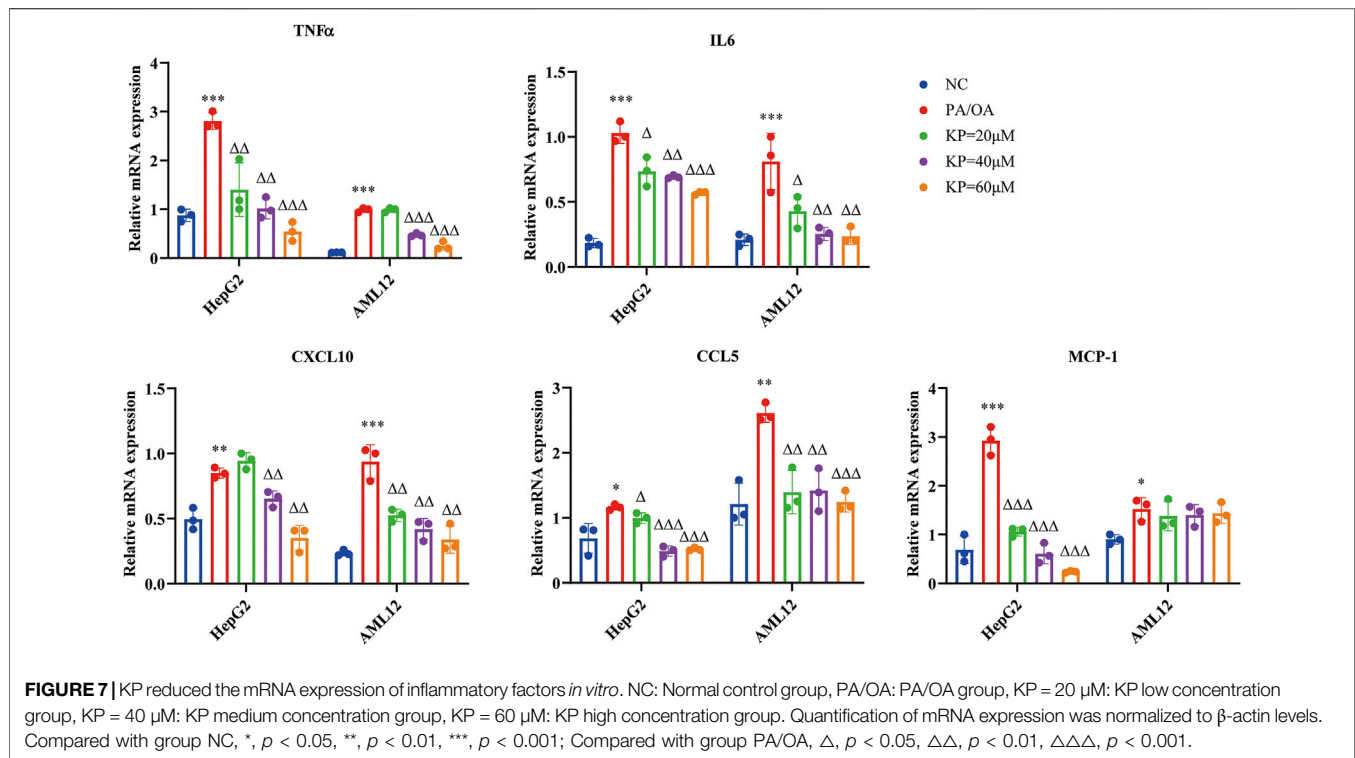 TNFα
Relative mRNA expression
4
3
2
1
0
***
ΔΔ
ΔΔ
ΔΔΔ
***
ΔΔΔ
ΔΔΔ
HepG2
AML12
IL6
Relative mRNA expression
1.5
1.0
0.5
0.0
***
Δ
ΔΔ
ΔΔΔ
***
Δ
ΔΔ
ΔΔ
HepG2
AML12
NC
PA/OA
KP=20μM
KP=40μM
KP=60μM
CXCL10
Relative mRNA expression
1.5
1.0
0.5
0.0
**
ΔΔ
ΔΔ
***
ΔΔ
ΔΔ
ΔΔ
HepG2
AML12
CCL5
Relative mRNA expression
3
2
1
0
*
Δ
ΔΔΔ
ΔΔΔ
**
ΔΔ
ΔΔ
ΔΔΔ
HepG2
AML12
MCP-1
Relative mRNA expression
4
3
2
1
0
***
ΔΔΔ
ΔΔΔ
ΔΔΔ
*
HepG2
AML12
FIGURE 7 | KP reduced the mRNA expression of inflammatory factors in vitro. NC: Normal control group, PA/OA: PA/OA group, KP = 20 μM: KP low concentration
group, KP = 40 μM: KP medium concentration group, KP = 60 μM: KP high concentration group. Quantification of mRNA expression was normalized to β-actin levels.
Compared with group NC, *, p < 0.05, **, p < 0.01, ***, p < 0.001; Compared with group PA/OA, △, p < 0.05, △△, p < 0.01, △△△, p < 0.001.